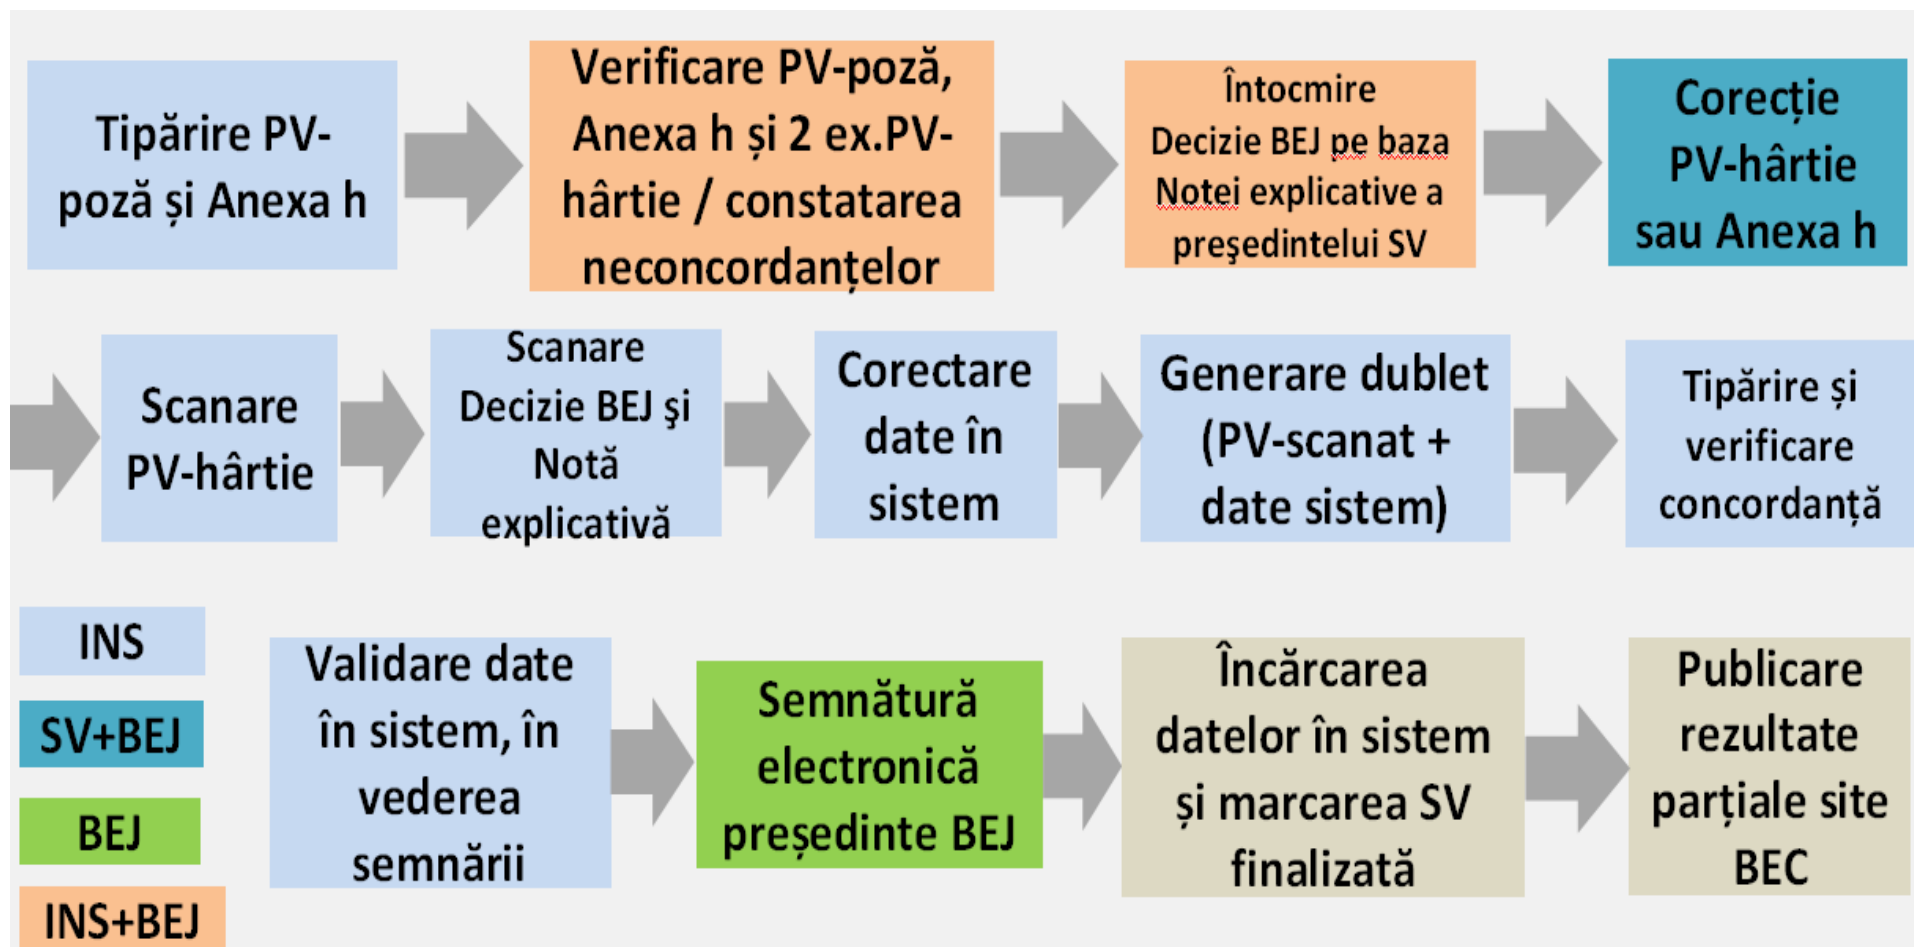 Tipărire PV-
poză și Anexa h
Verificare PV-poză,
Anexa h și 2 ex.PV-
hârtie / constatarea
neconcordanțelor
Întocmire
Decizie BEJ pe baza
Notei explicative a
preşedintelui SV
Corecție
PV-hârtie
sau Anexa h
Scanare
PV-hârtie
Scanare
Decizie BEJ şi
Notă
explicativă
Corectare
date în
sistem
Generare dublet
(PV-scanat +
date sistem)
Tipărire și
verificare
concordanță
INS
SV+BEJ
BEJ
INS+BEJ
Validare date
în sistem, în
vederea
semnării
Semnătură
electronică
președinte BEJ
Încărcarea
datelor în sistem
și marcarea SV
finalizată
Publicare
rezultate
parțiale site
BEC